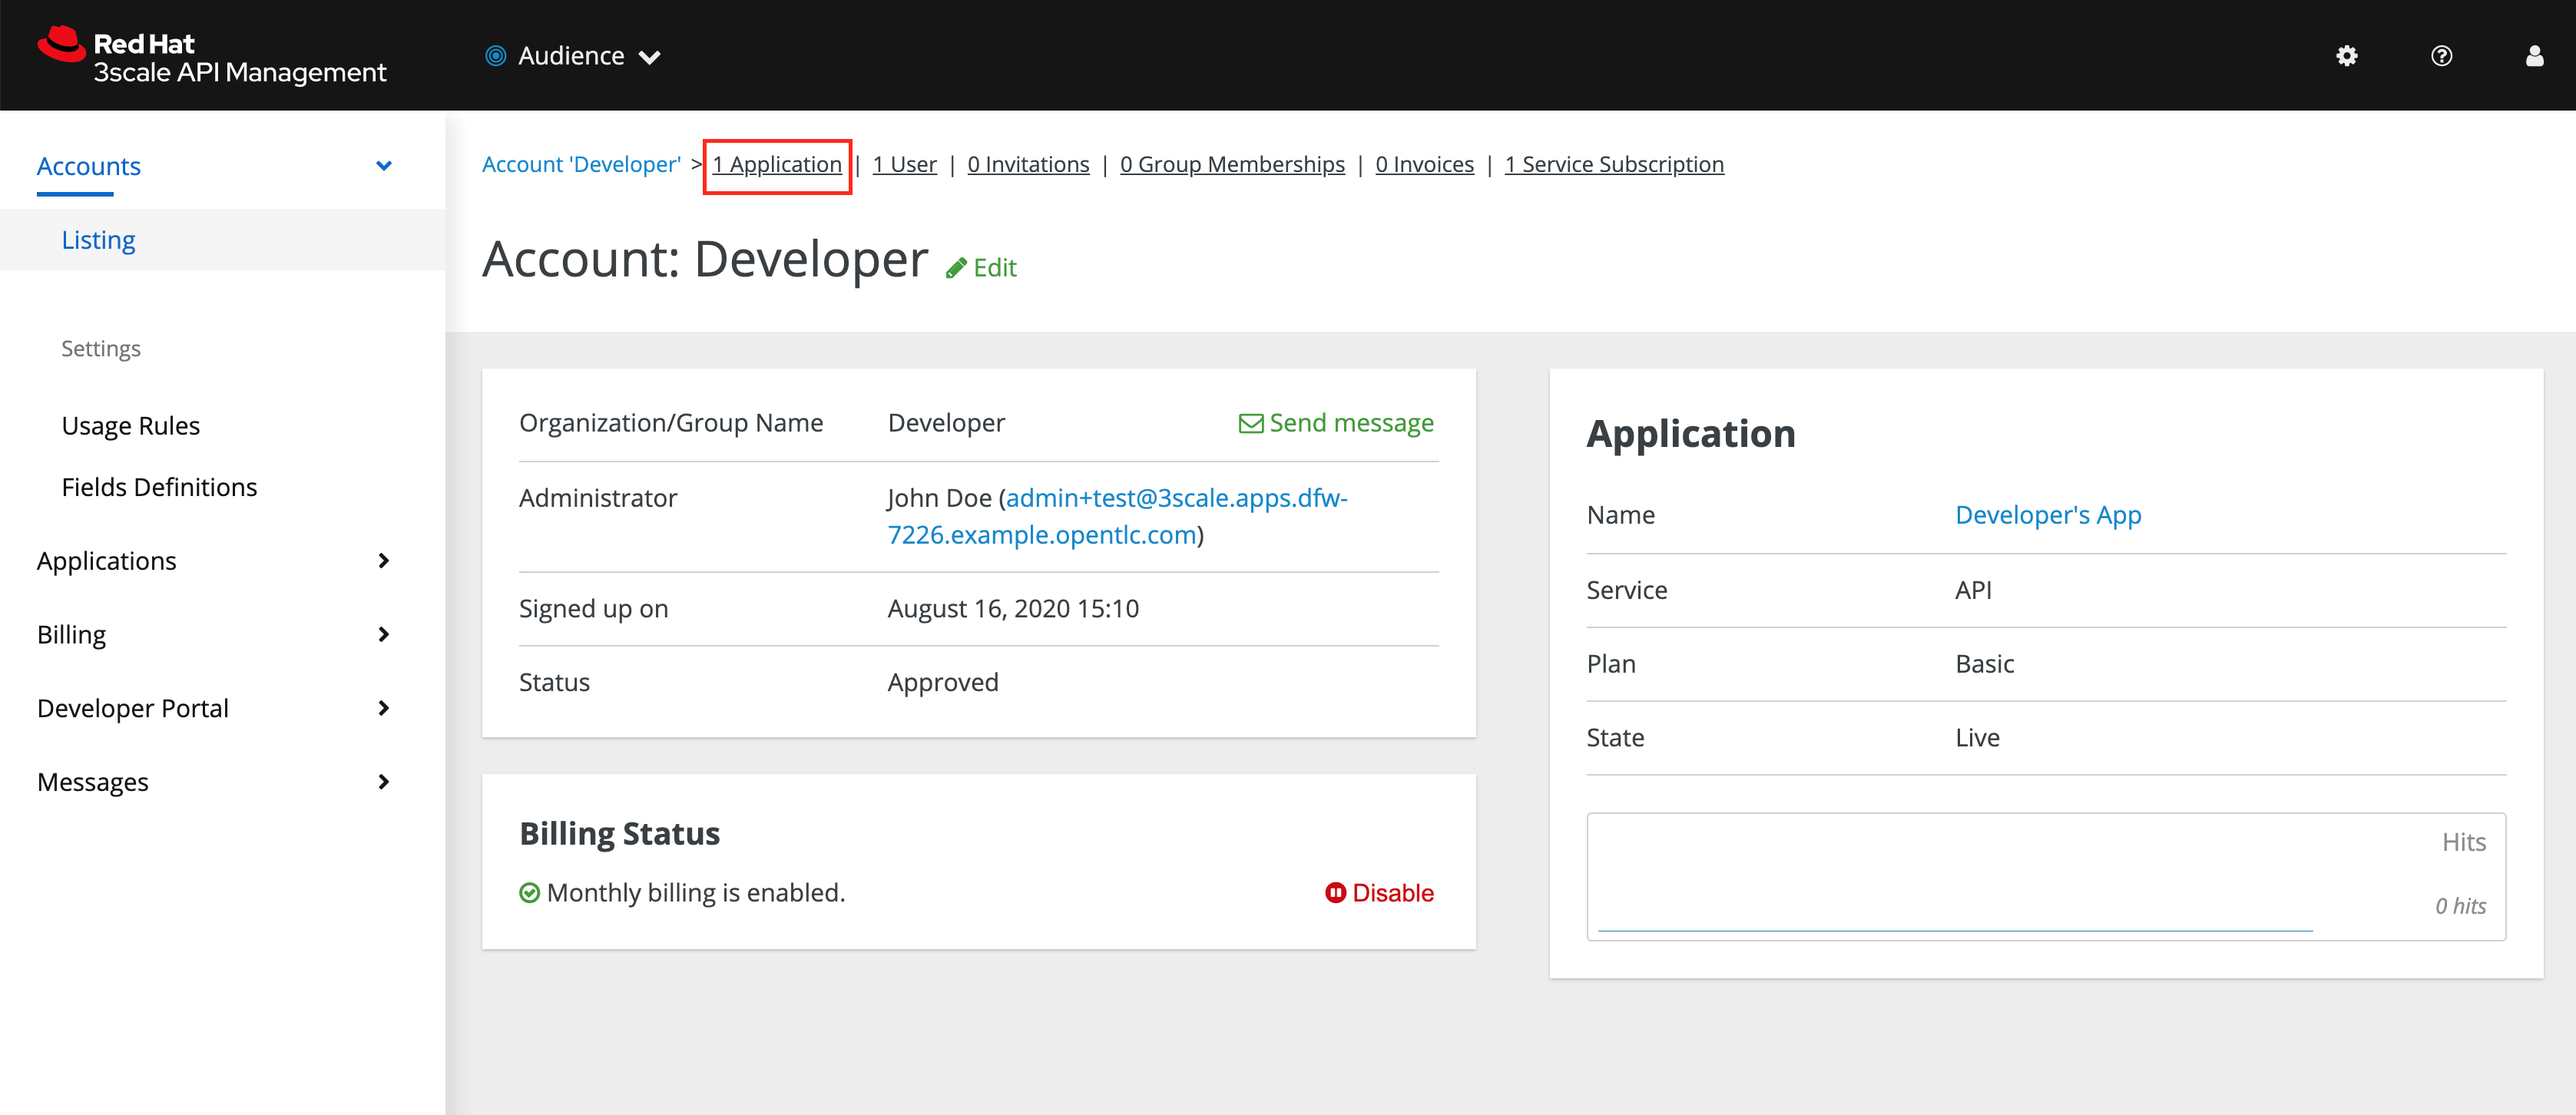 Red Hat
3scale API Management
Audience
Accounts
Listing
Settings
Usage Rules
Fields Definitions
Applications
Billing
Developer Portal
Messages
Account 'Developer' > 1 Application | 1 User | 0 Invitations | 0 Group Memberships | 0 Invoices | 1 Service Subscription
Account: Developer Edit
Organization/Group Name Developer Send message
Administrator John Doe (admin+test@3scale.apps.dfw-
7226.example.opentlc.com)
Signed up on August 16, 2020 15:10
Status Approved
Billing Status
Monthly billing is enabled. Disable
Application
Name Developer's App
Service API
Plan Basic
State Live
Hits
0 hits